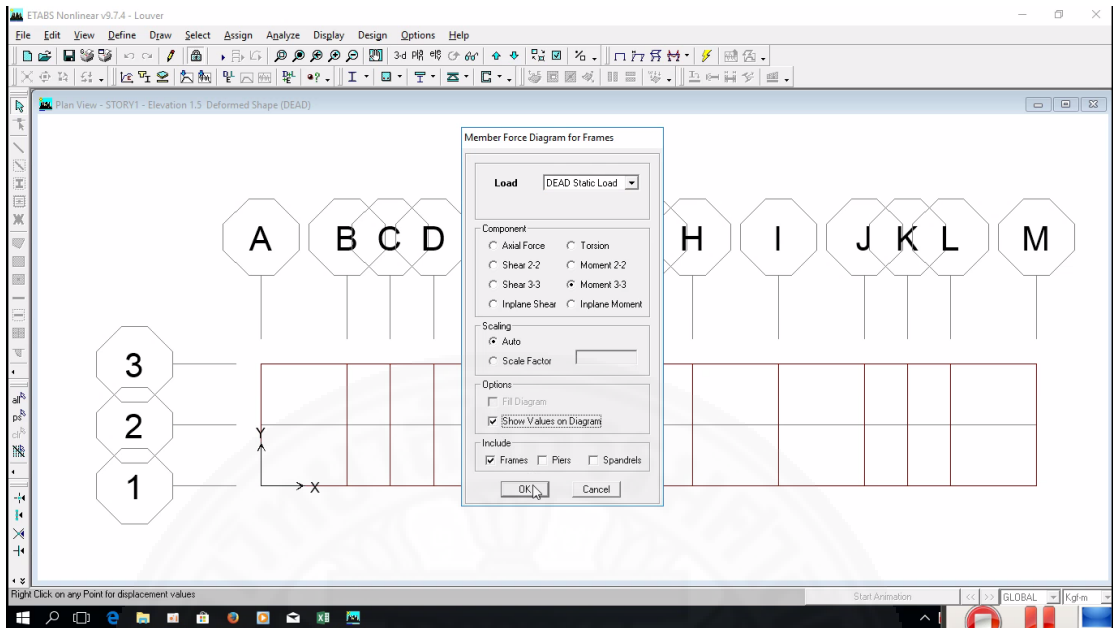 ETABS Nonlinear v9.7.4 - Louver
File Edit View Define Draw Select Assign Analyze Display Design Options Help
3-d
Plan View - STORY1 - Elevation 1.5 Deformed Shape (DEAD)
Member Force Diagram for Frames
Load DEAD Static Load
Component
Axial Force Torsion
Shear 2-2 Moment 2-2
Shear 3-3 Moment 3-3
Inplane Shear Inplane Moment
Scaling
Auto
Scale Factor
Options
Fill Diagram
Show Values on Diagram
Include
Frames Piers Spandrels
OK Cancel
A B C D H I J K L M
3
2
1
Y
X
all
ps
clr
Right Click on any Point for displacement values
Start Animation << >> GLOBAL Kgf-m